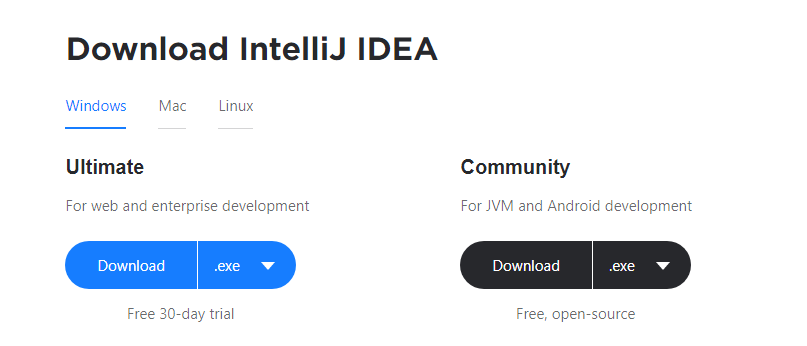 Download IntelliJ IDEA
Windows Mac Linux
Ultimate
For web and enterprise development
Download .exe
Free 30-day trial
Community
For JVM and Android development
Download .exe
Free, open-source